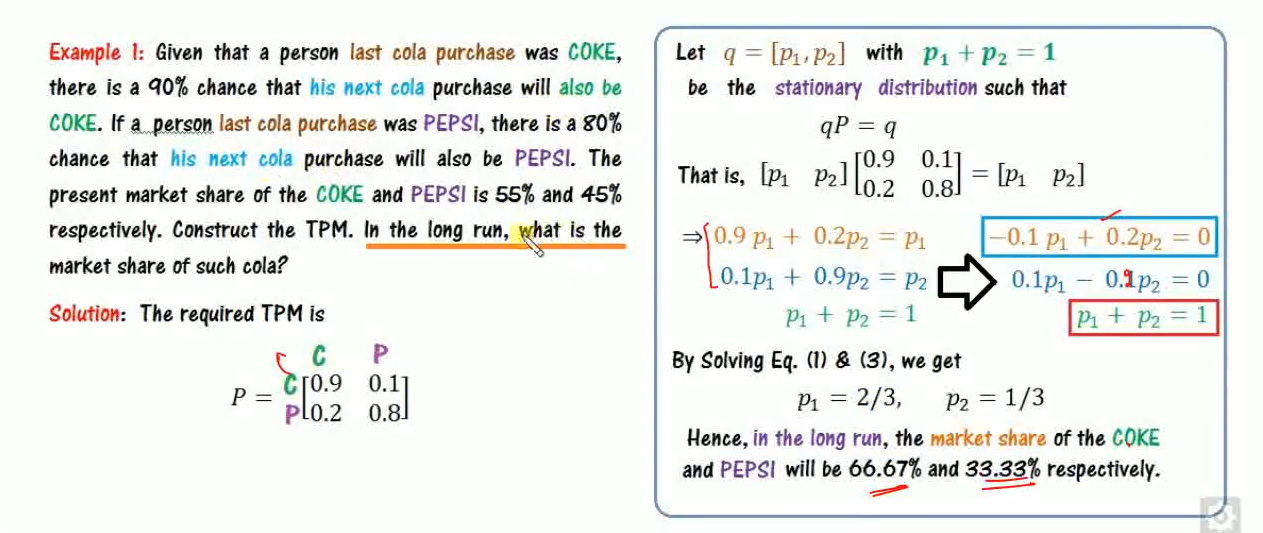 Example 1: Given that a person last cola purchase was COKE,
there is a 90% chance that his next cola purchase will also be
COKE. If a person last cola purchase was PEPSI, there is a 80%
chance that his next cola purchase will also be PEPSI. The
present market share of the COKE and PEPSI is 55% and 45%
respectively. Construct the TPM. In the long run, what is the
market share of such cola?
Solution: The required TPM is
C P
P = C [0.9 0.1]
P [0.2 0.8]
Let q = [p₁, p₂] with p₁ + p₂ = 1
be the stationary distribution such that
qP = q
That is, [p₁ p₂] [0.9 0.1 0.2 0.8] = [p₁ p₂]
⇒ 0.9 p₁ + 0.2p₂ = p₁ −0.1 p₁ + 0.2p₂ = 0
0.1p₁ + 0.9p₂ = p₂ 0.1p₁ − 0.2p₂ = 0
p₁ + p₂ = 1 p₁ + p₂ = 1
By Solving Eq. (1) & (3), we get
p₁ = 2/3, p₂ = 1/3
Hence, in the long run, the market share of the COKE
and PEPSI will be 66.67% and 33.33% respectively.